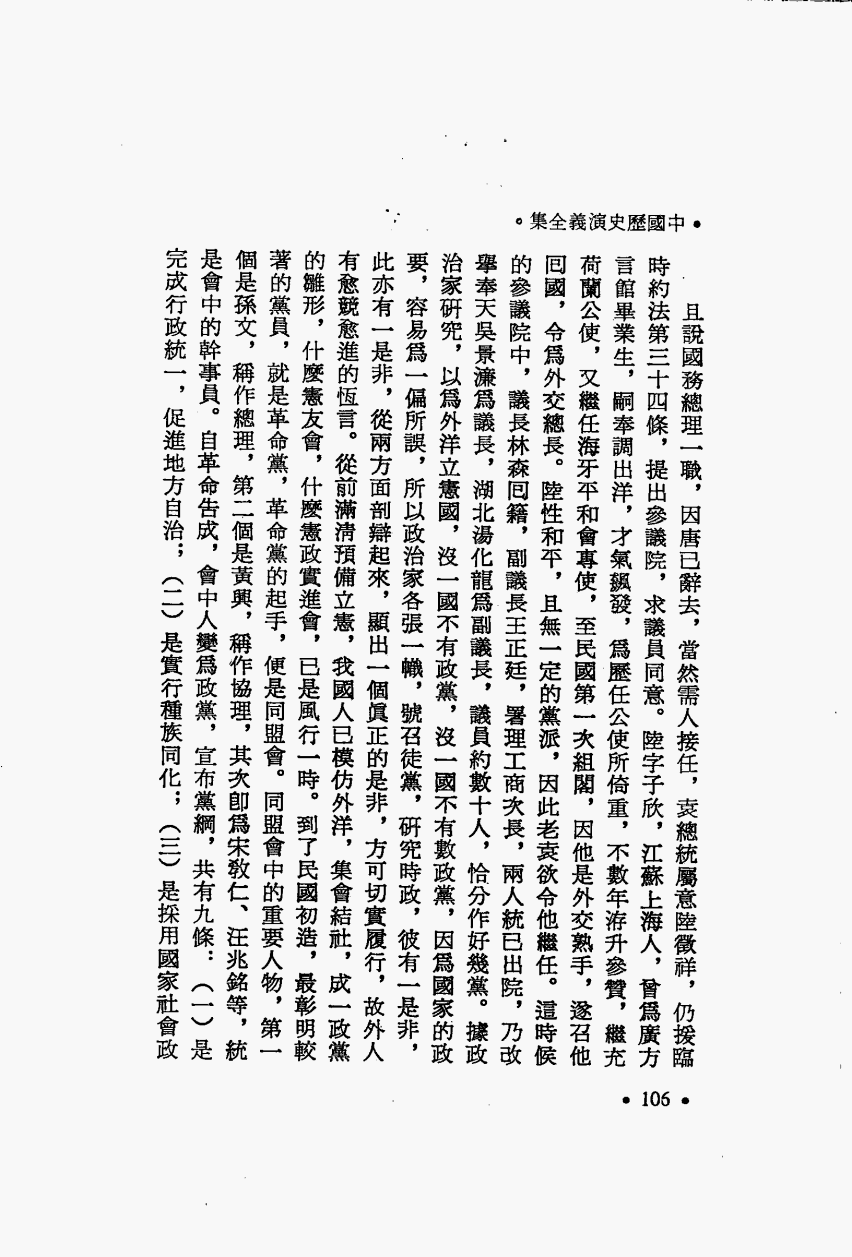 •中國歷史演義全集。
且說國務總理一職，因唐已辭去，當然需人接任，袁總統屬意陸徵祥，仍援臨
時約法第三十四條，提出參議院，求議員同意。陸字子欣，江蘇上海人，曾爲廣方
言館畢業生，嗣奉調出洋，才氣飆發，爲歷任公使所倚重，不數年洊升參贊，繼充
荷蘭公使，又繼任海牙平和會專使，至民國第一次組閣，因他是外交熟手，遂召他
囘國，令爲外交總長。陸性和平，且無一定的黨派，因此老袁欲令他繼任。這時候
的參議院中，議長林森囘籍，副議長王正廷，署理工商次長，兩人統已出院，乃改
舉奉天吳景濂爲議長，湖北湯化龍爲副議長，議員約數十人，恰分作好幾黨。據政
治家研究，以爲外洋立憲國，沒一國不有政黨，沒一國不有數政黨，因爲國家的政
要，容易爲一偏所誤，所以政治家各張一幟，號召徒黨，研究時政，彼有一是非，
此亦有一是非，從兩方面剖辯起來，顯出一個眞正的是非，方可切實履行，故外人
有愈競愈進的恆言。從前滿清預備立憲，我國人已模仿外洋，集會結社，成一政黨
的雛形，什麼憲友會，什麼憲政實進會，已是風行一時。到了民國初造，最彰明較
著的黨員，就是革命黨，革命黨的起手，便是同盟會。同盟會中的重要人物，第一
個是孫文，稱作總理，第二個是黃興，稱作協理，其次卽爲宋敎仁、汪兆銘等，統
是會中的幹事員。自革命告成，會中人變爲政黨，宣布黨綱，共有九條：（一）是
完成行政統一，促進地方自治；（二）是實行種族同化；（三）是採用國家社會政
•106•